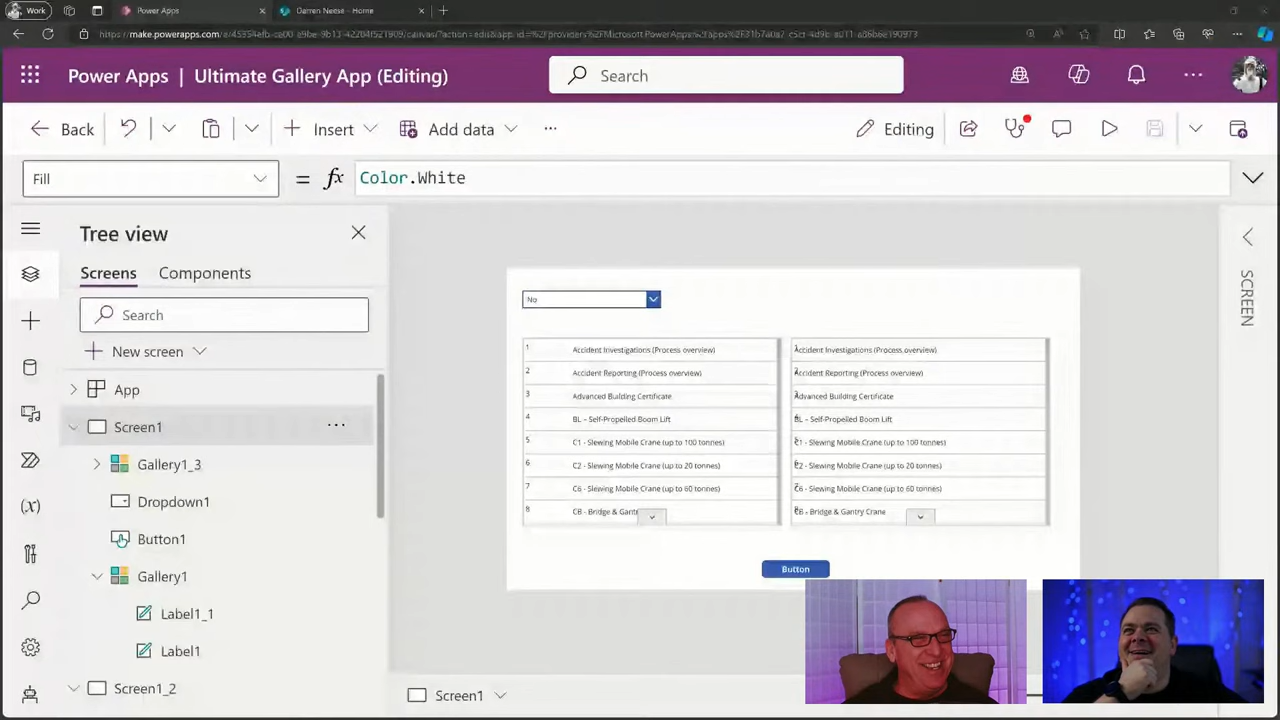 Work
Power Apps
Darren Neese - Home
Power Apps | Ultimate Gallery App (Editing)
Search
Back
Insert
Add data
Editing
Fill
= fx Color.White
Tree view
Screens
Components
Search
New screen
App
Screen1
Gallery1_3
Dropdown1
Button1
Gallery1
Label1_1
Label1
Screen1_2
SCREEN
No
1 Accident Investigations (Process overview)
2 Accident Reporting (Process overview)
3 Advanced Building Certificate
4 BL - Self-Propelled Boom Lift
5 C1 - Slewing Mobile Crane (up to 100 tonnes)
6 C2 - Slewing Mobile Crane (up to 20 tonnes)
7 C6 - Slewing Mobile Crane (up to 60 tonnes)
8 CB - Bridge & Gantry
Accident Investigations (Process overview)
Accident Reporting (Process overview)
Advanced Building Certificate
BL - Self-Propelled Boom Lift
C1 - Slewing Mobile Crane (up to 100 tonnes)
C2 - Slewing Mobile Crane (up to 20 tonnes)
C6 - Slewing Mobile Crane (up to 60 tonnes)
CB - Bridge & Gantry Crane
Button
Screen1